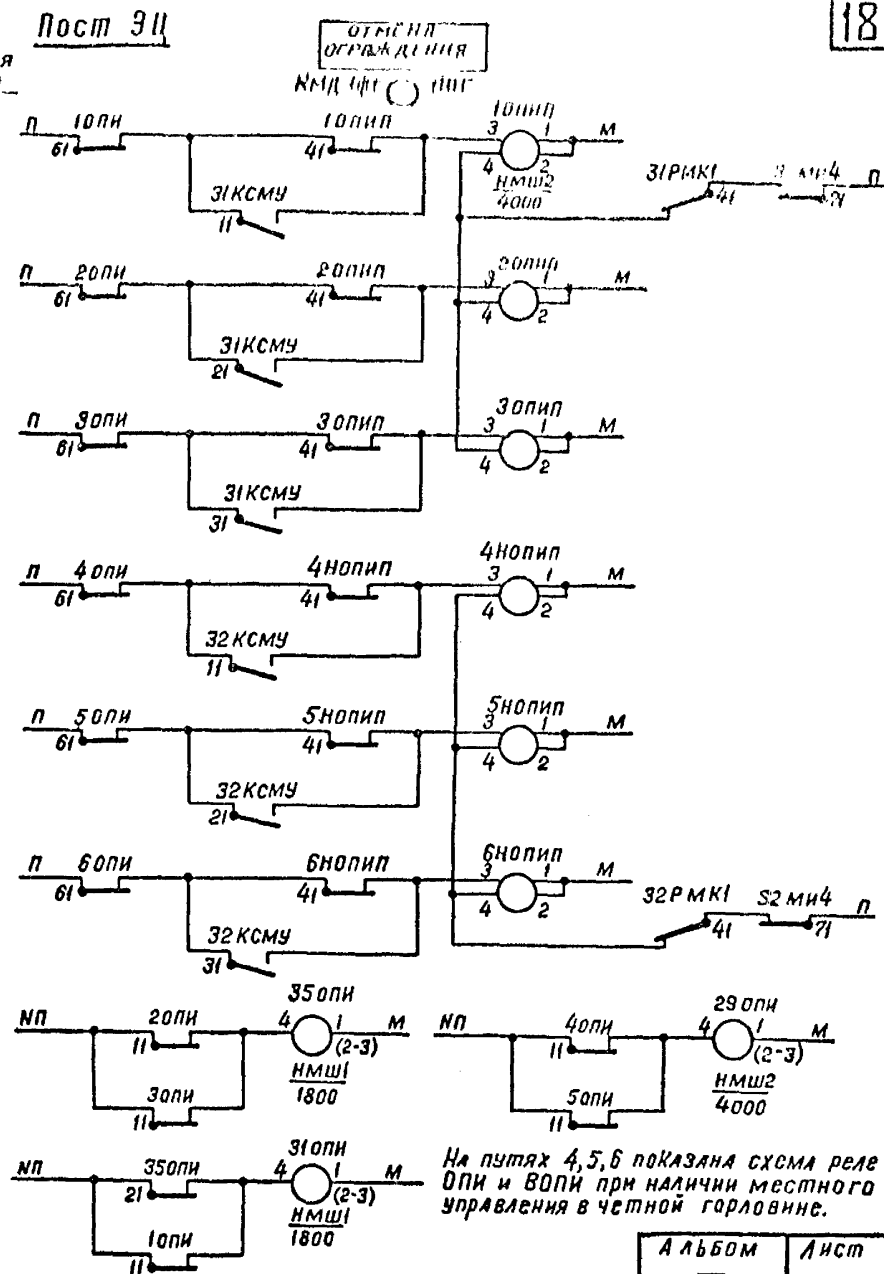 Пост ЭЦ
18
я
ОТМЕНА
ОГРАЖДЕНИЯ
П 1ОПИ 1ОПИП 1ОПИП М
61 41 3 1 4 2
НМШ2
4000
31КСМУ
11
31РМК1 МИ4 П
41 71
П 2ОПИ 2ОПИП 2ОПИП М
61 41 3 1 4 2
31КСМУ
21
П 3ОПИ 3ОПИП 3ОПИП М
61 41 3 1 4 2
31КСМУ
31
П 4ОПИ 4НОПИП 4НОПИП М
61 41 3 1 4 2
32КСМУ
11
П 5ОПИ 5НОПИП 5НОПИП М
61 41 3 1 4 2
32КСМУ
21
П 6ОПИ 6НОПИП 6НОПИП М
61 41 3 1 4 2
32КСМУ
31
32РМК1 S2МИ4 П
41 71
NП 2ОПИ 35ОПИ М
11 4 1 (2-3)
3ОПИ
11
НМШ1
1800
NП 4ОПИ 29ОПИ М
11 4 1 (2-3)
5ОПИ
11
НМШ2
4000
NП 35ОПИ 31ОПИ М
21 4 1 (2-3)
1ОПИ
11
НМШ1
1800
На путях 4,5,6 показана схема реле
ОПИ и ВОПИ при наличии местного
управления в четной горловине.
Альбом Лист